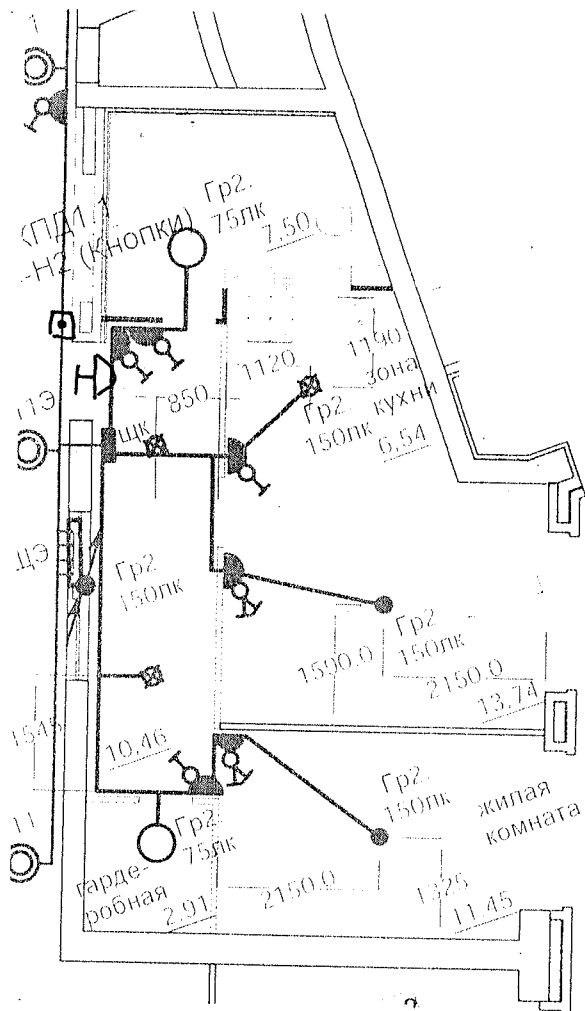 1
Гр2.
75лк
7,50
-Н2 (Кнопки)
1190
1120
зона
кухни
6,54
850
Гр2
150лк
ЩК
Гр2
150лк
Гр2
150лк
1590.0
2150.0
13.74
1545
10.46
Гр2.
150лк
жилая
комната
11
Гр2
75лк
гарде-
робная
2.91
2150.0
1325
11.45